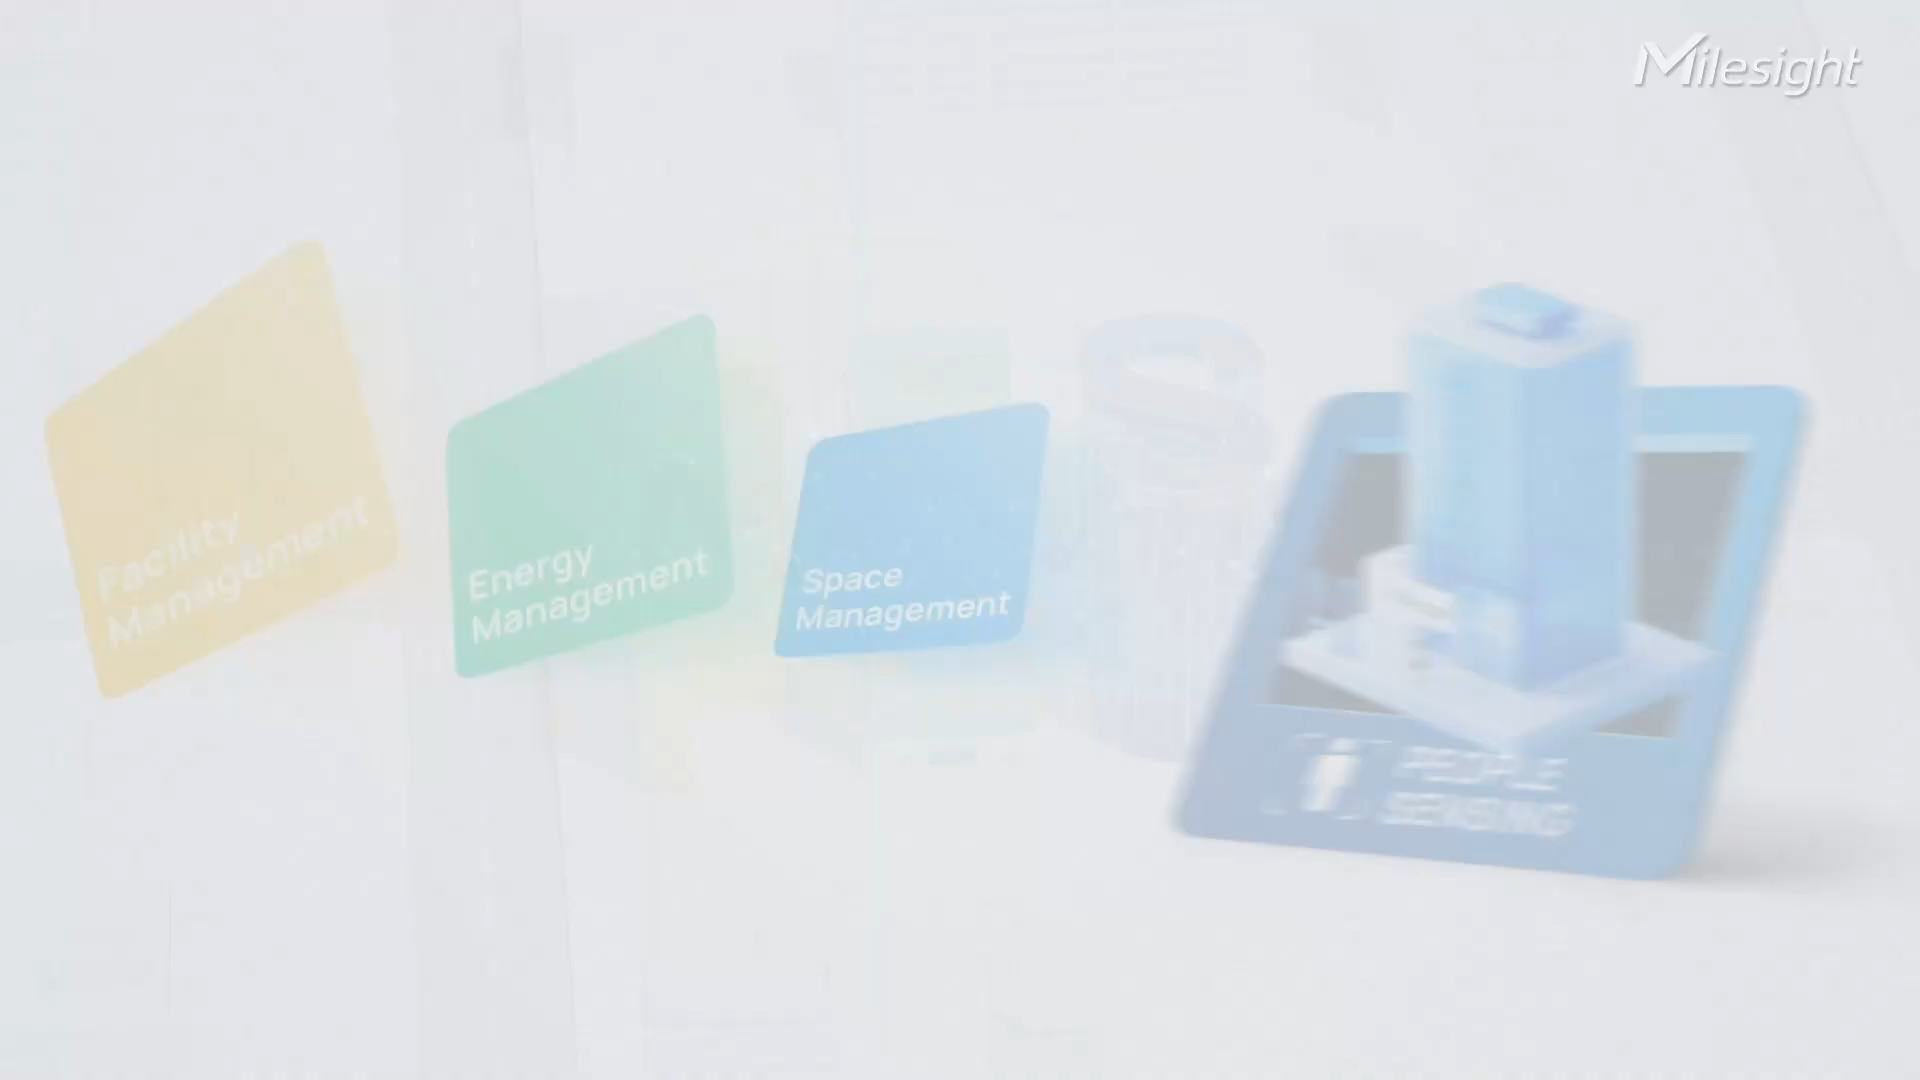 Milesight
Facility
Management
Energy
Management
Space
Management
PEOPLE
SENSING